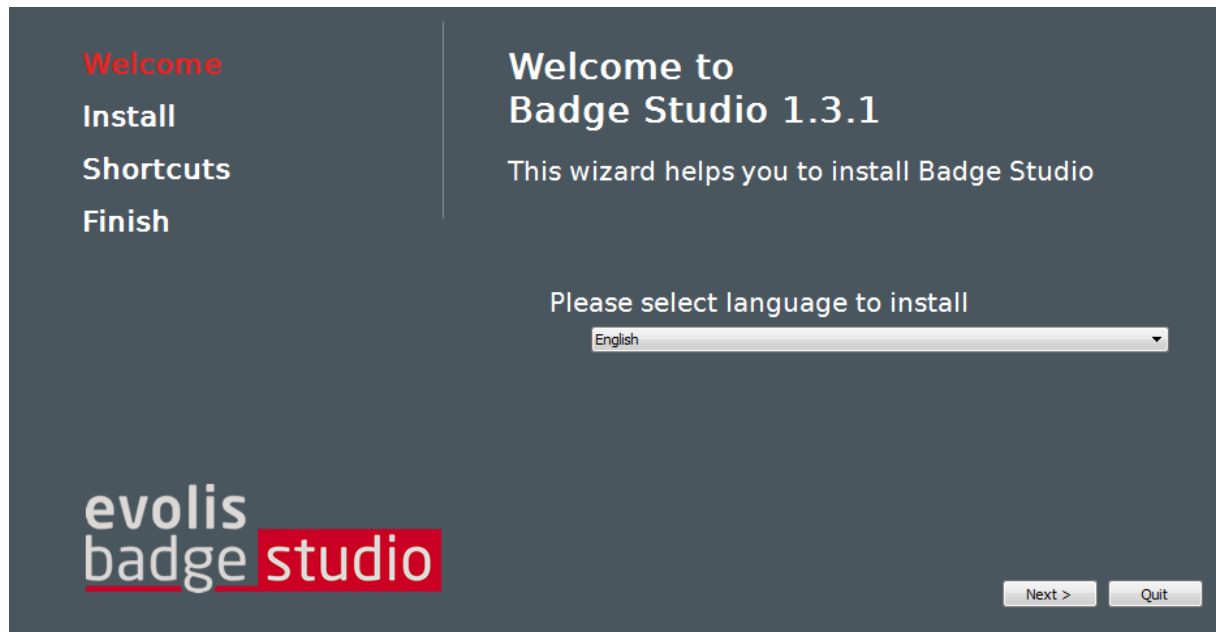 Welcome
Install
Shortcuts
Finish
Welcome to
Badge Studio 1.3.1
This wizard helps you to install Badge Studio
Please select language to install
English
evolis
badge studio
Next >
Quit